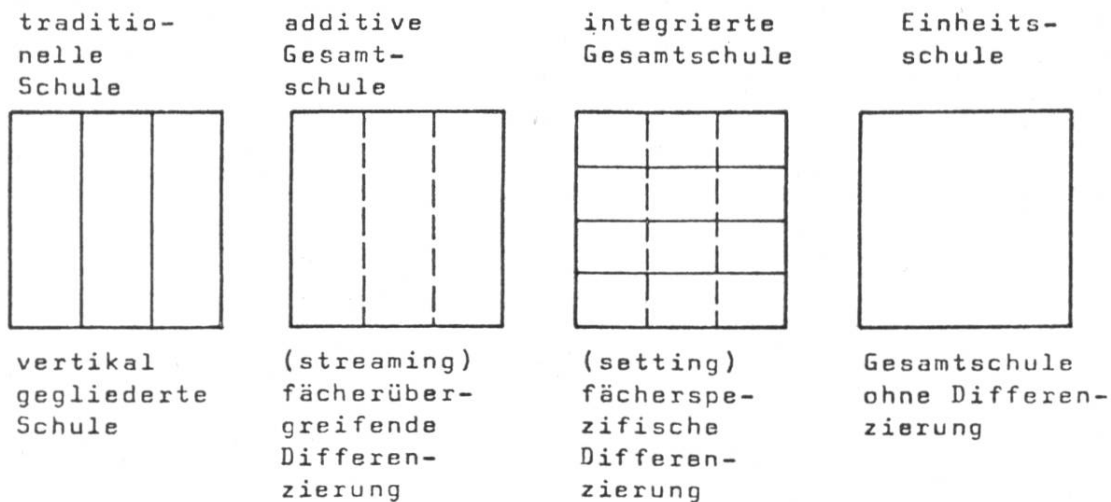 traditio-
nelle
Schule
additive
Gesamt-
schule
integrierte
Gesamtschule
Einheits-
schule
vertikal
gegliederte
Schule
(streaming)
fächerüber-
greifende
Differen-
zierung
(setting)
fächerspe-
zifische
Differen-
zierung
Gesamtschule
ohne Differen-
zierung